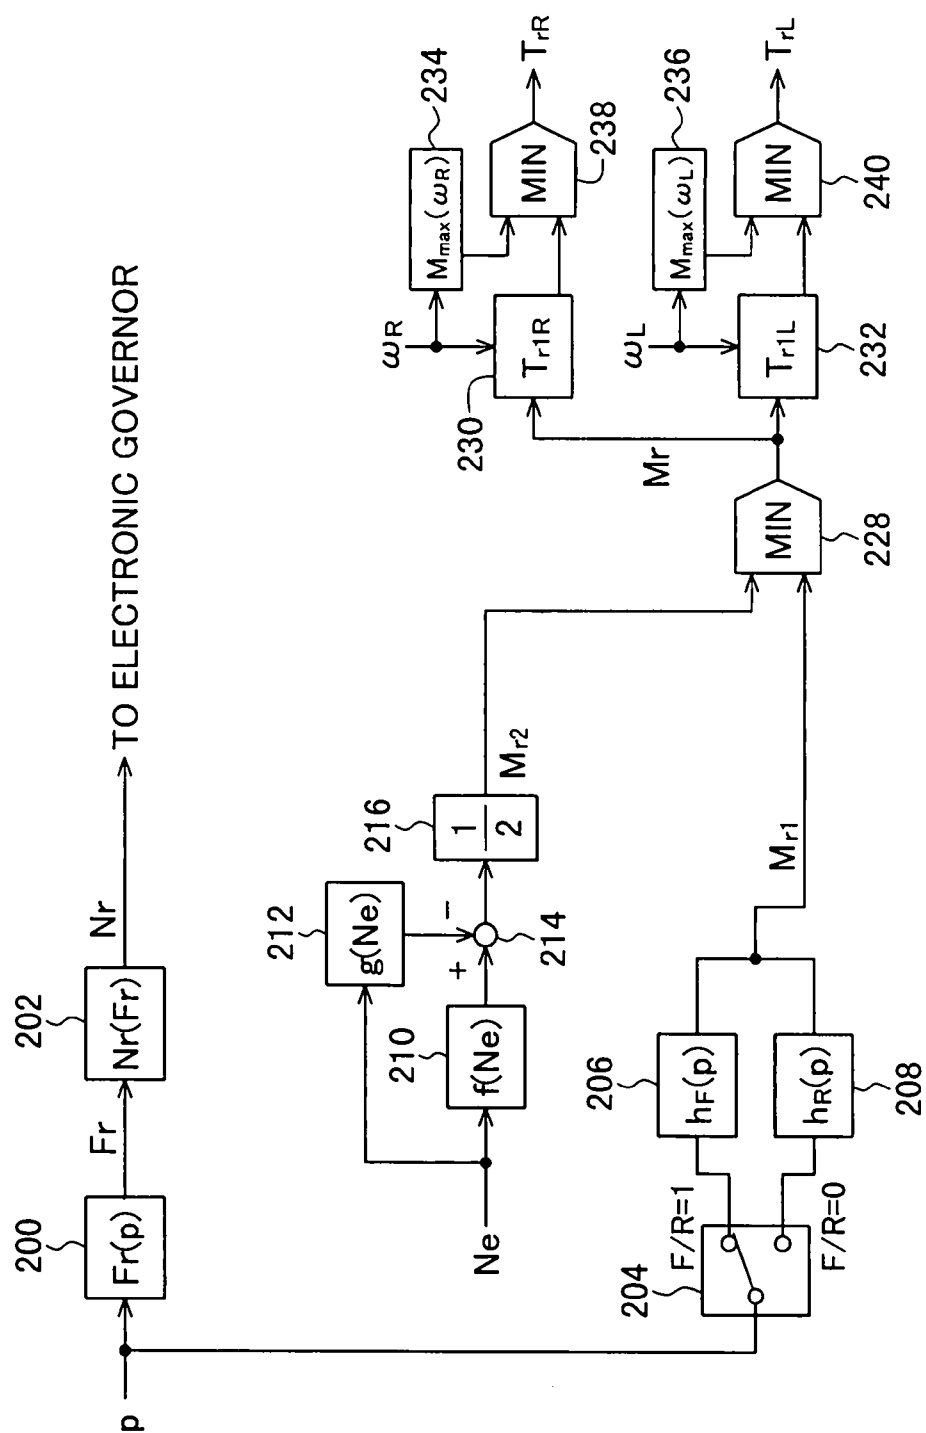 p
200
Fr(p)
Fr
202
Nr(Fr)
Nr
TO ELECTRONIC GOVERNOR
Ne
210
f(Ne)
212
g(Ne)
+
−
214
216
1
2
Mr2
204
F/R=1
F/R=0
206
hF(p)
208
hR(p)
Mr1
MIN
228
Mr
ωR
230
Tr1R
234
Mmax(ωR)
MIN
238
TrR
ωL
Tr1L
232
236
Mmax(ωL)
MIN
240
TrL